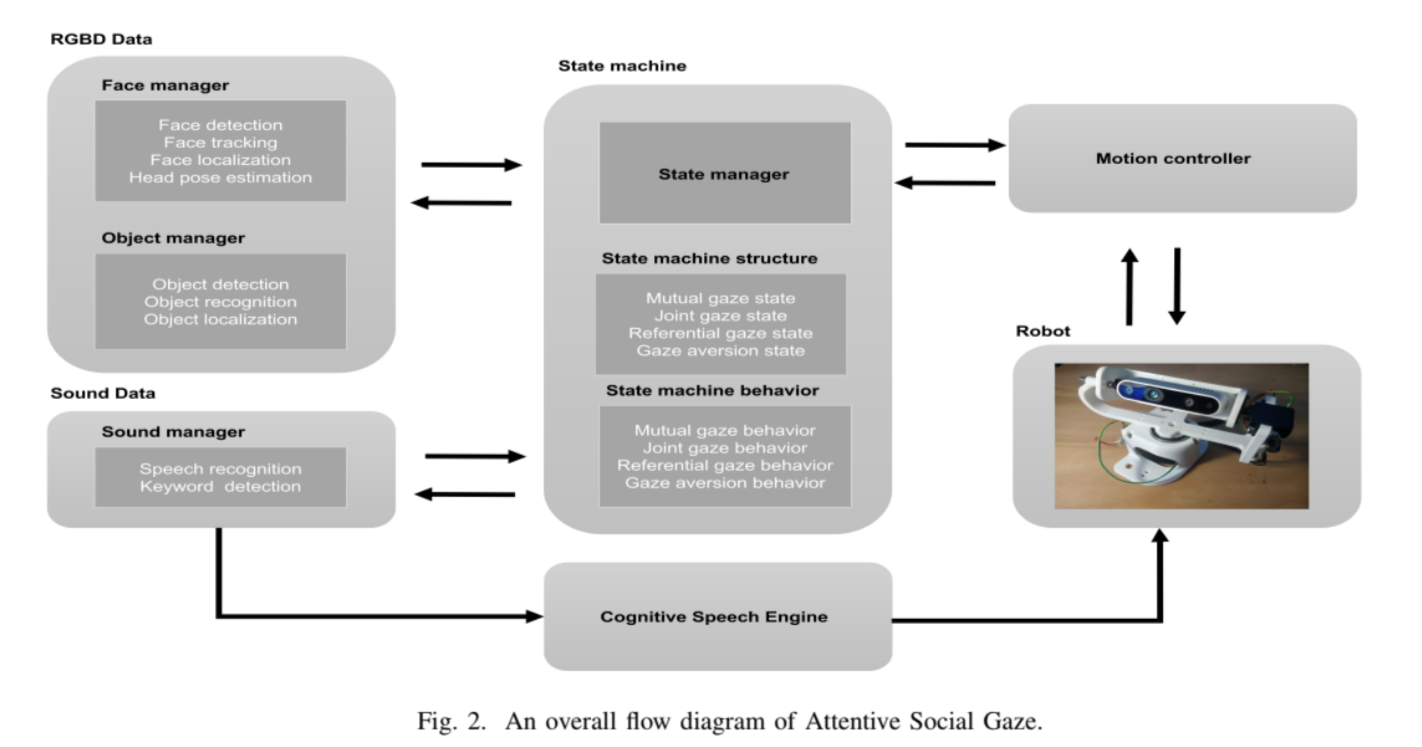 RGBD Data
Face manager
Face detection
Face tracking
Face localization
Head pose estimation
Object manager
Object detection
Object recognition
Object localization
Sound Data
Sound manager
Speech recognition
Keyword detection
State machine
State manager
State machine structure
Mutual gaze state
Joint gaze state
Referential gaze state
Gaze aversion state
State machine behavior
Mutual gaze behavior
Joint gaze behavior
Referential gaze behavior
Gaze aversion behavior
Motion controller
Robot
Cognitive Speech Engine
Fig. 2. An overall flow diagram of Attentive Social Gaze.